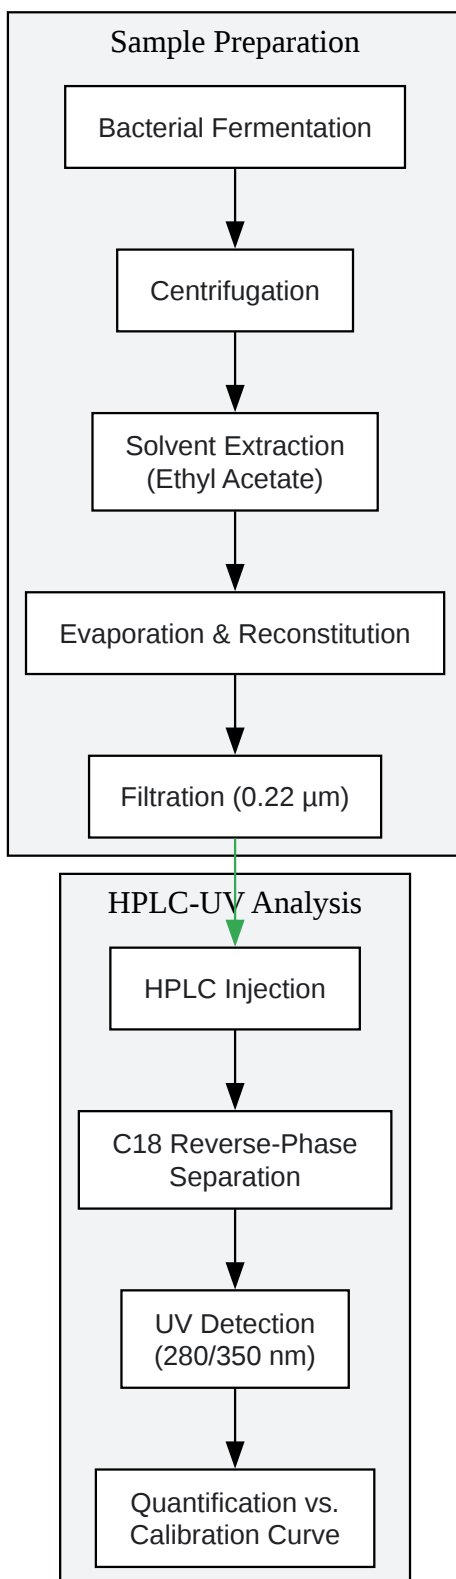 Sample Preparation
Bacterial Fermentation
Centrifugation
Solvent Extraction
(Ethyl Acetate)
Evaporation & Reconstitution
Filtration (0.22 µm)
HPLC-UV Analysis
HPLC Injection
C18 Reverse-Phase
Separation
UV Detection
(280/350 nm)
Quantification vs.
Calibration Curve